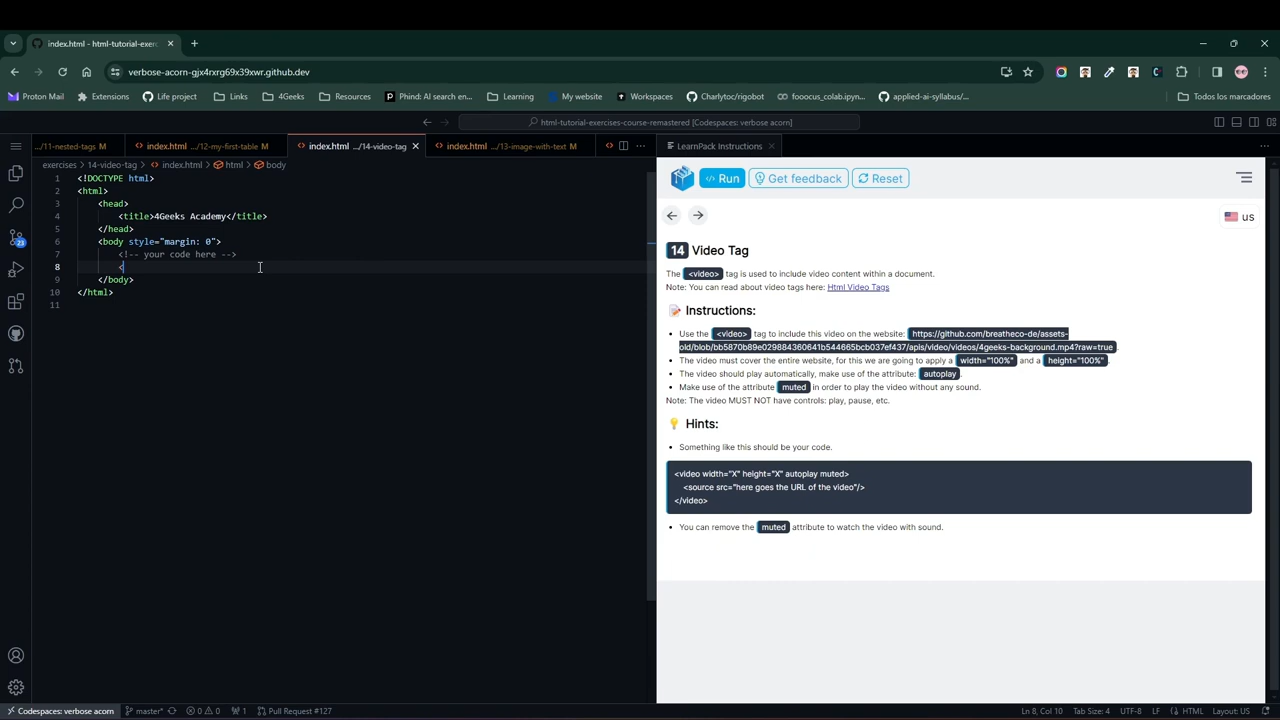 index.html - html-tutorial-exerc
verbose-acorn-gjx4rxrg69x39xwr.github.dev
Proton Mail Extensions Life project Links 4Geeks Resources Phind: AI search en... Learning My website Workspaces Charlytoc/rigobot fooocus_colab.ipyn... applied-ai-syllabus/... Todos los marcadores
html-tutorial-exercises-course-remastered [Codespaces: verbose acorn]
.../11-nested-tags index.html .../12-my-first-table M index.html .../14-video-tag index.html .../13-image-with-text M LearnPack Instructions
exercises > 14-video-tag > index.html > html > body
1 <!DOCTYPE html>
2 <html>
3 <head>
4 <title>4Geeks Academy</title>
5 </head>
6 <body style="margin: 0">
7 <!-- your code here -->
8 <
9 </body>
10 </html>
11
23
</> Run Get feedback Reset
us
14 Video Tag
The <video> tag is used to include video content within a document.
Note: You can read about video tags here: Html Video Tags
Instructions:
Use the <video> tag to include this video on the website: https://github.com/breatheco-de/assets-
old/blob/bb5870b89e029884360641b544665bcb037ef437/apis/video/videos/4geeks-background.mp4?raw=true
The video must cover the entire website, for this we are going to apply a width="100%" and a height="100%".
The video should play automatically, make use of the attribute: autoplay.
Make use of the attribute muted in order to play the video without any sound.
Note: The video MUST NOT have controls: play, pause, etc.
Hints:
Something like this should be your code.
<video width="X" height="X" autoplay muted>
<source src="here goes the URL of the video"/>
</video>
You can remove the muted attribute to watch the video with sound.
Codespaces: verbose acorn master* 0 0 1 Pull Request #127 Ln 8, Col 10 Tab Size: 4 UTF-8 LF HTML Layout: US